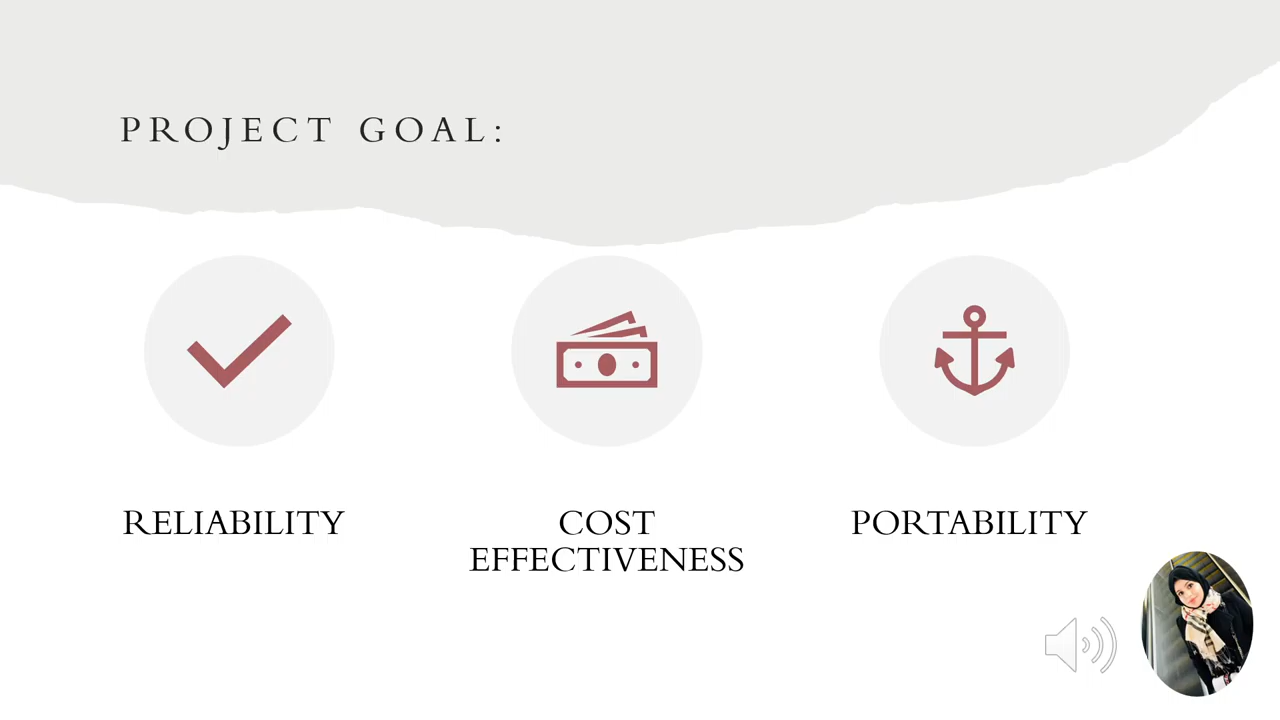 PROJECT GOAL:
RELIABILITY
COST
EFFECTIVENESS
PORTABILITY